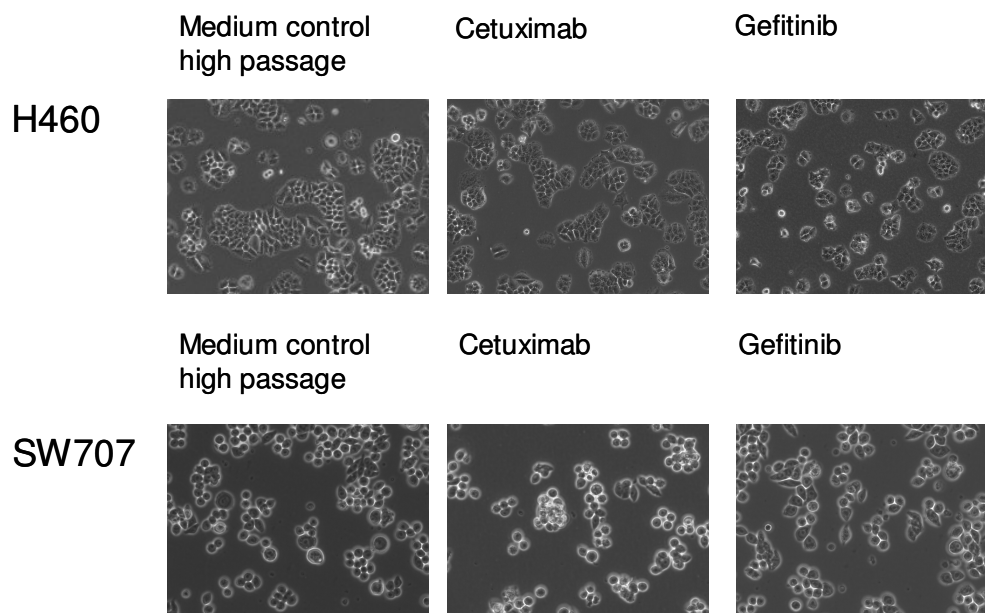 Medium control
high passage
Cetuximab
Gefitinib
H460
Medium control
high passage
Cetuximab
Gefitinib
SW707